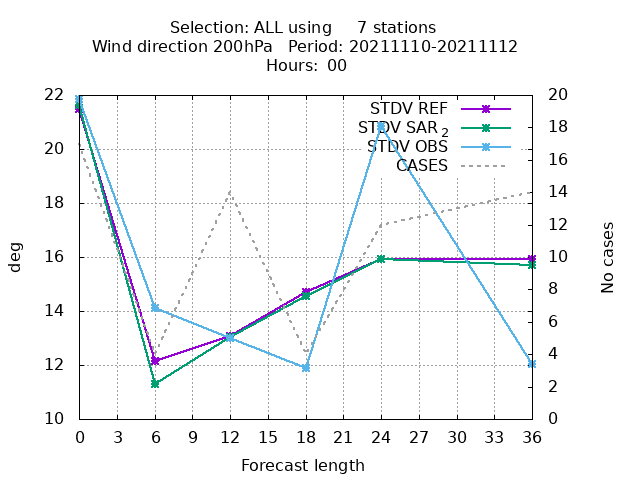 Selection: ALL using 7 stations
Wind direction 200hPa Period: 20211110-20211112
Hours: 00
22
20
18
16
14
12
10
deg
STDV REF
STDV SAR 2
STDV OBS
CASES
20
18
16
14
12
10
8
6
4
2
0
No cases
0 3 6 9 12 15 18 21 24 27 30 33 36
Forecast length